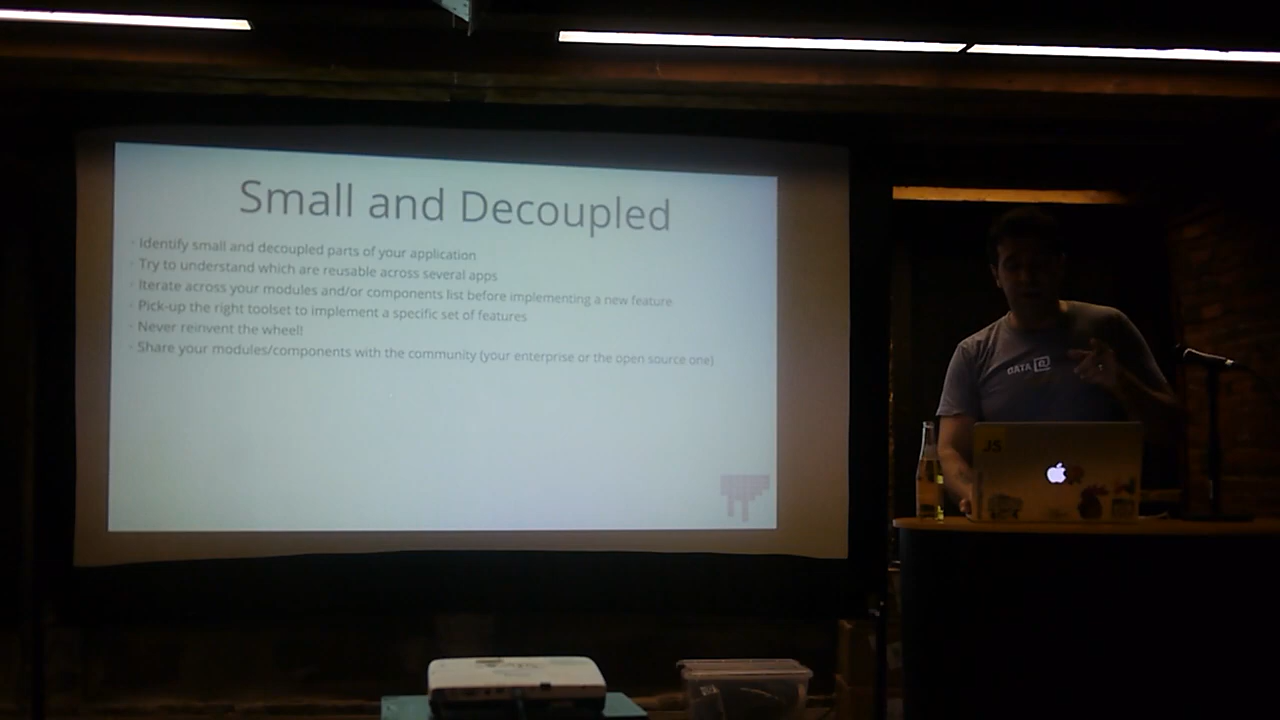 Small and Decoupled
· Identify small and decoupled parts of your application
· Try to understand which are reusable across several apps
· Iterate across your modules and/or components list before implementing a new feature
· Pick-up the right toolset to implement a specific set of features
· Never reinvent the wheel!
· Share your modules/components with the community (your enterprise or the open source one)
DATA
JS